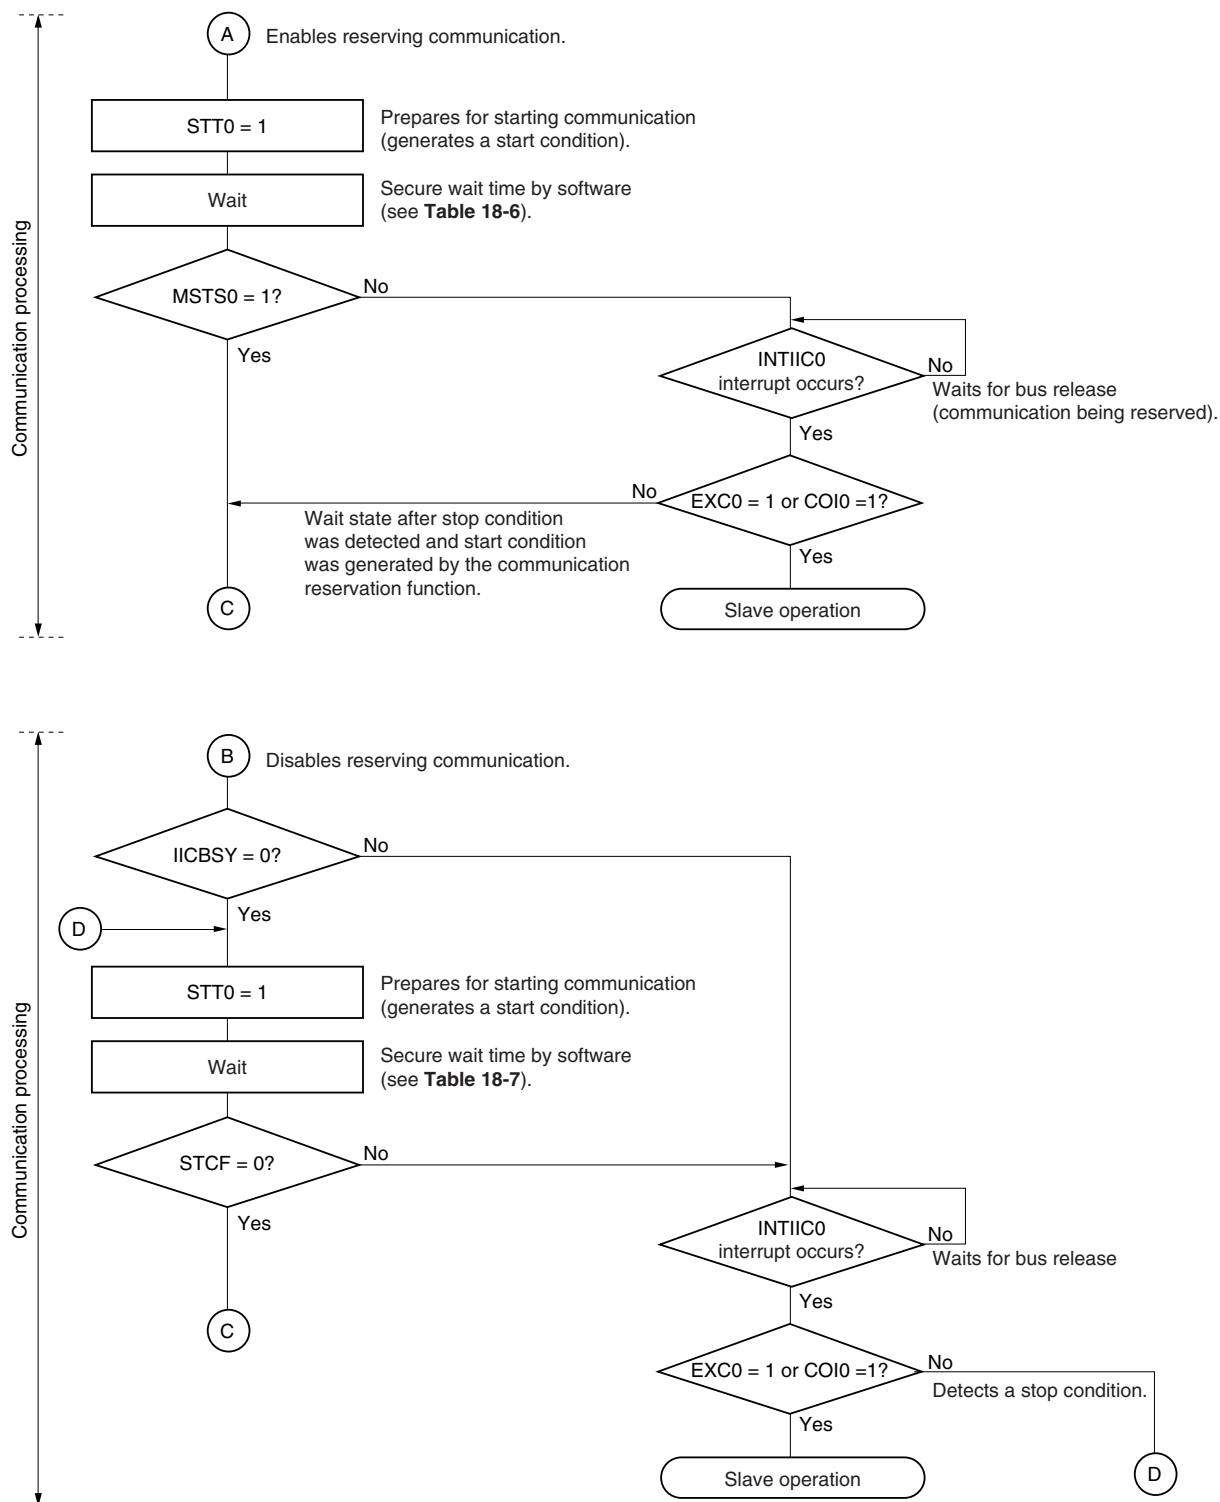 A
Enables reserving communication.
STT0 = 1
Prepares for starting communication
(generates a start condition).
Wait
Secure wait time by software
(see Table 18-6).
MSTS0 = 1?
No
Yes
INTIIC0
interrupt occurs?
No
Waits for bus release
(communication being reserved).
Yes
EXC0 = 1 or COI0 =1?
No
Wait state after stop condition
was detected and start condition
was generated by the communication
reservation function.
Yes
C
Slave operation
Communication processing
B
Disables reserving communication.
IICBSY = 0?
No
Yes
D
STT0 = 1
Prepares for starting communication
(generates a start condition).
Wait
Secure wait time by software
(see Table 18-7).
STCF = 0?
No
Yes
INTIIC0
interrupt occurs?
No
Waits for bus release
Yes
C
EXC0 = 1 or COI0 =1?
No
Detects a stop condition.
Yes
Slave operation
D
Communication processing